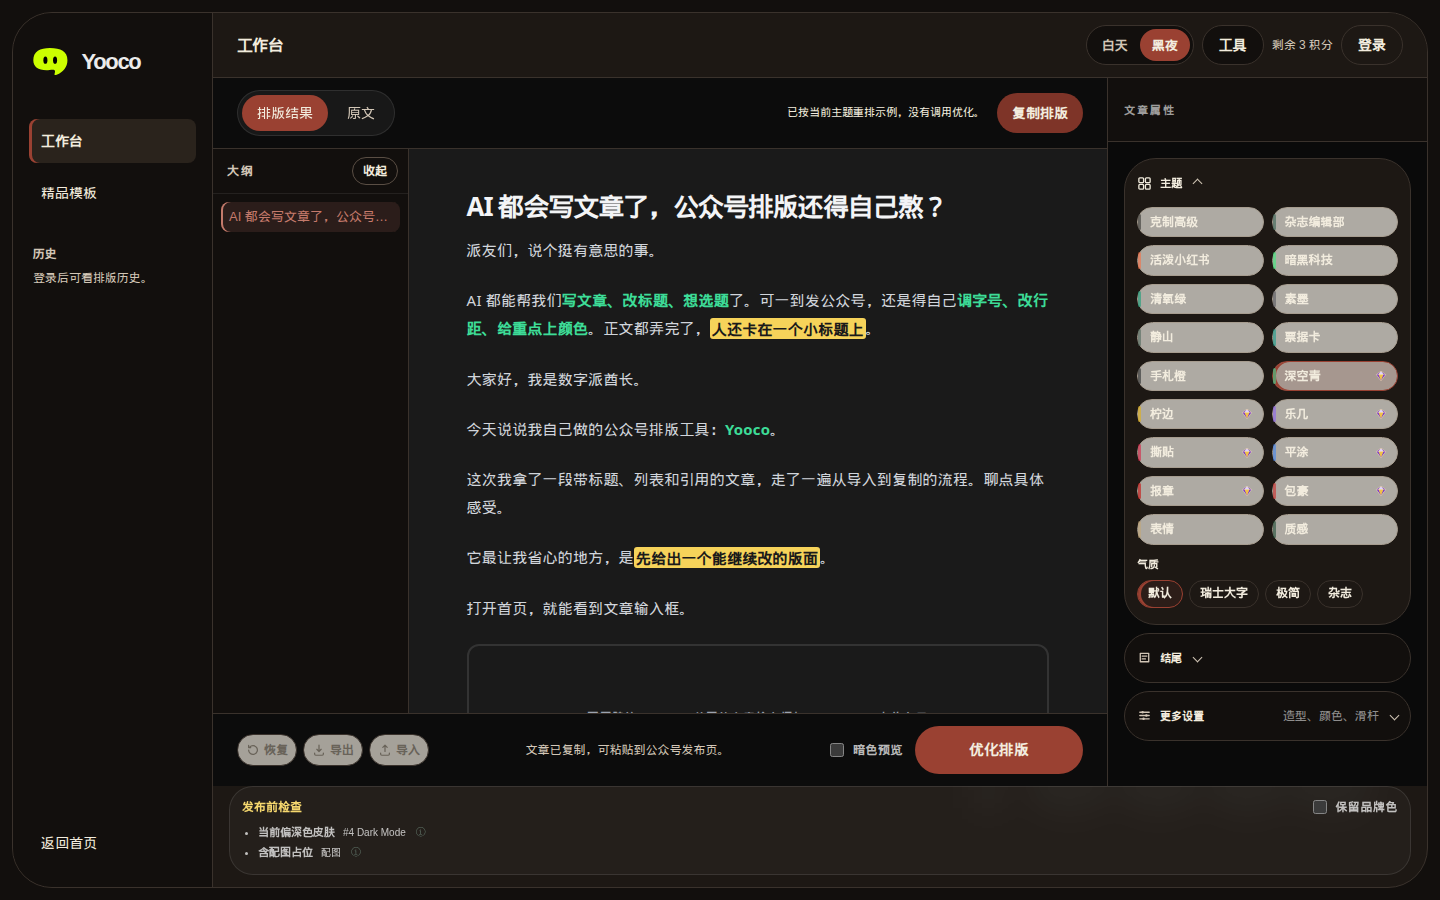 Yooco
工作台
精品模板
历史
登录后可看排版历史。
返回首页
工作台
白天 黑夜 工具 剩余 3 积分 登录
排版结果 原文
已按当前主题重排示例，没有调用优化。 复制排版
大纲 收起
AI 都会写文章了，公众号…
AI 都会写文章了，公众号排版还得自己熬？
派友们，说个挺有意思的事。
AI 都能帮我们写文章、改标题、想选题了。可一到发公众号，还是得自己调字号、改行
距、给重点上颜色。正文都弄完了，人还卡在一个小标题上。
大家好，我是数字派酋长。
今天说说我自己做的公众号排版工具：Yooco。
这次我拿了一段带标题、列表和引用的文章，走了一遍从导入到复制的流程。聊点具体
感受。
它最让我省心的地方，是先给出一个能继续改的版面。
打开首页，就能看到文章输入框。
恢复 导出 导入
文章已复制，可粘贴到公众号发布页。
暗色预览 优化排版
发布前检查
保留品牌色
当前偏深色皮肤 #4 Dark Mode
含配图占位 配图
文章属性
主题
克制高级 杂志编辑部
活泼小红书 暗黑科技
清氧绿 素墨
静山 票据卡
手札橙 深空青
柠边 乐几
撕贴 平涂
报章 包豪
表情 质感
气质
默认 瑞士大字 极简 杂志
结尾
更多设置 造型、颜色、滑杆